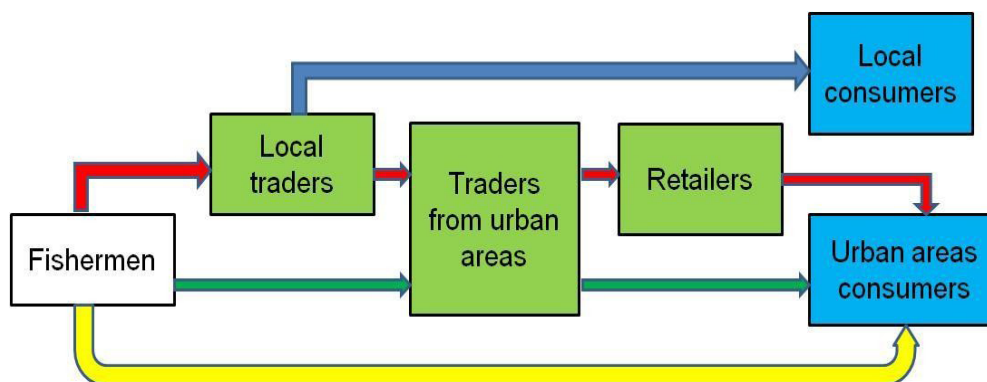 Local
consumers
Local
traders
Traders
from urban
areas
Retailers
Fishermen
Urban areas
consumers